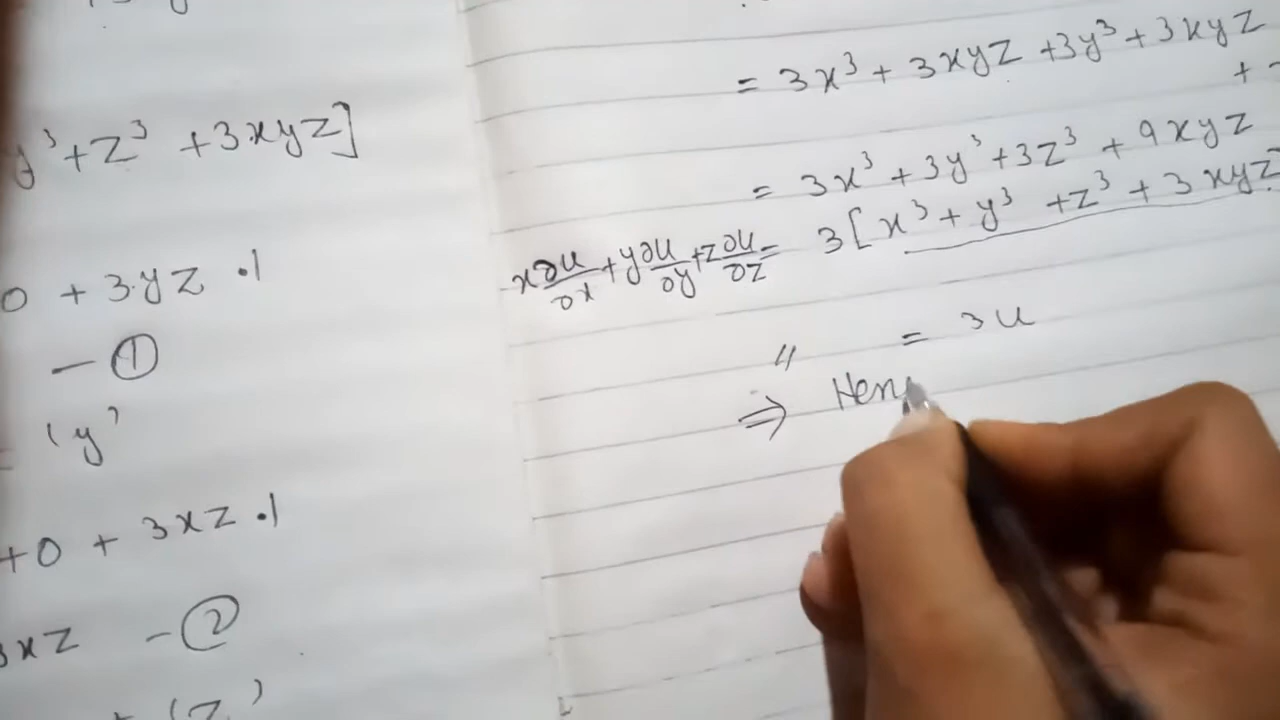 y³ + z³ + 3xyz]
0 + 3.yz .1
— ①
'y'
+0 + 3xz .1
3xz — ②
(z)
= 3x³ + 3xyz + 3y³ + 3xyz
+
= 3x³ + 3y³ + 3z³ + 9xyz
x∂u/∂x + y∂u/∂y + z∂u/∂z = 3[x³ + y³ + z³ + 3xyz
〃 = 3u
⇒ Hen